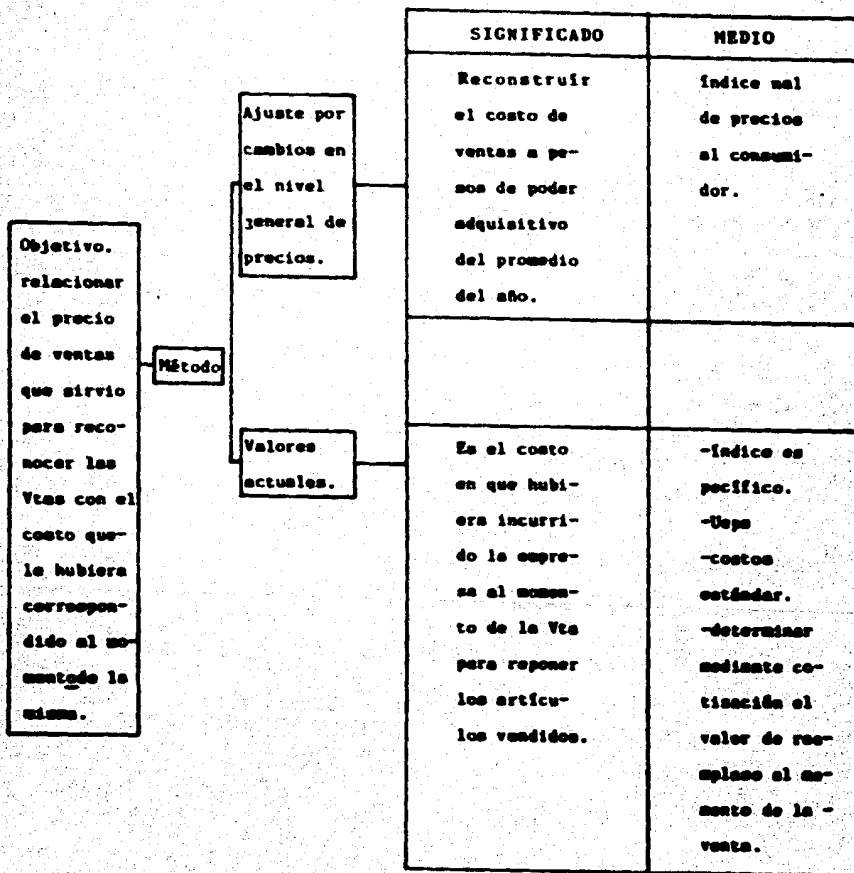 Objetivo.
relacionar
el precio
de ventas
que sirvio
para reco-
nocer las
Vtas con el
costo que-
le hubiera
correspon-
dido al mo-
mentode la
misma.
Método
Ajuste por
cambios en
el nivel
general de
precios.
Valores
actuales.
SIGNIFICADO
Reconstruír
el costo de
ventas a pe-
sos de poder
adquisitivo
del promedio
del año.
Es el costo
en que hubi-
era incurri-
do la empre-
sa al momen-
to de la Vta
para reponer
los artícu-
los vendidos.
MEDIO
índice nal
de precios
al consumi-
dor.
-índice es
pecífico.
-Ueps
-costos
estándar.
-determinar
mediante co-
tización el
valor de ree-
mplazo al mo-
mento de la -
venta.